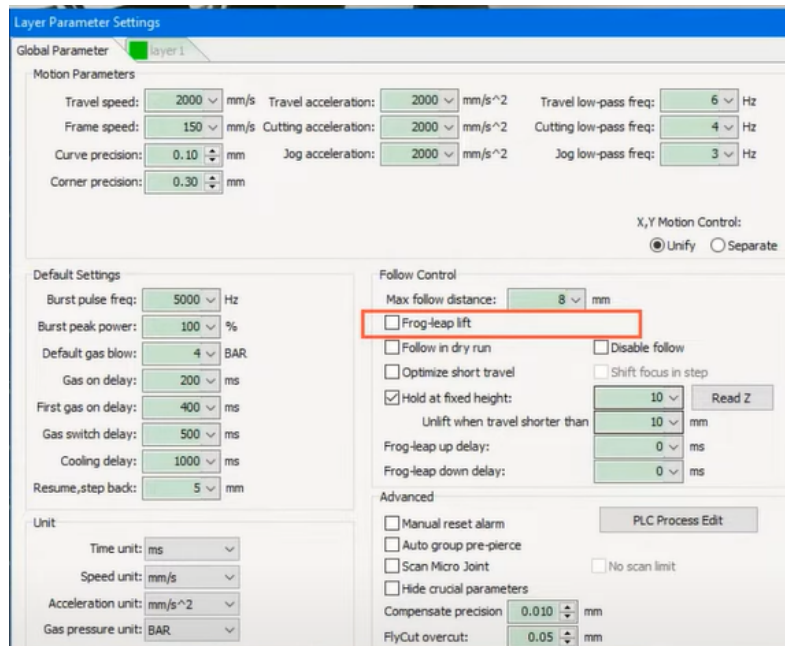 Layer Parameter Settings
Global Parameter layer1
Motion Parameters
Travel speed: 2000 mm/s Travel acceleration: 2000 mm/s^2 Travel low-pass freq: 6 Hz
Frame speed: 150 mm/s Cutting acceleration: 2000 mm/s^2 Cutting low-pass freq: 4 Hz
Curve precision: 0.10 mm Jog acceleration: 2000 mm/s^2 Jog low-pass freq: 3 Hz
Corner precision: 0.30 mm
X,Y Motion Control:
Unify Separate
Default Settings
Burst pulse freq: 5000 Hz
Burst peak power: 100 %
Default gas blow: 4 BAR
Gas on delay: 200 ms
First gas on delay: 400 ms
Gas switch delay: 500 ms
Cooling delay: 1000 ms
Resume,step back: 5 mm
Unit
Time unit: ms
Speed unit: mm/s
Acceleration unit: mm/s^2
Gas pressure unit: BAR
Follow Control
Max follow distance: 8 mm
Frog-leap lift
Follow in dry run Disable follow
Optimize short travel Shift focus in step
Hold at fixed height: 10 Read Z
Unlift when travel shorter than 10 mm
Frog-leap up delay: 0 ms
Frog-leap down delay: 0 ms
Advanced
Manual reset alarm PLC Process Edit
Auto group pre-pierce
Scan Micro Joint No scan limit
Hide crucial parameters
Compensate precision 0.010 mm
FlyCut overcut: 0.05 mm